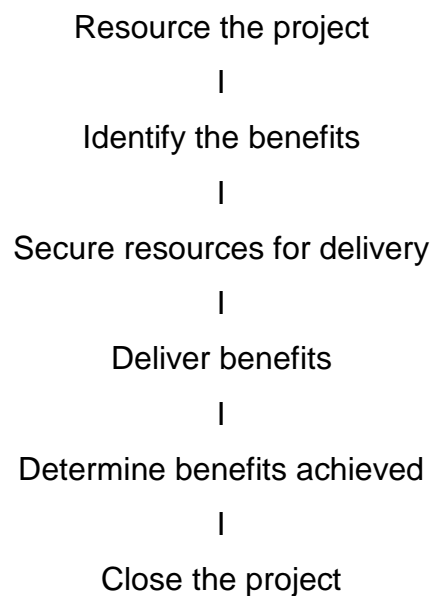 Resource the project
I
Identify the benefits
I
Secure resources for delivery
I
Deliver benefits
I
Determine benefits achieved
I
Close the project